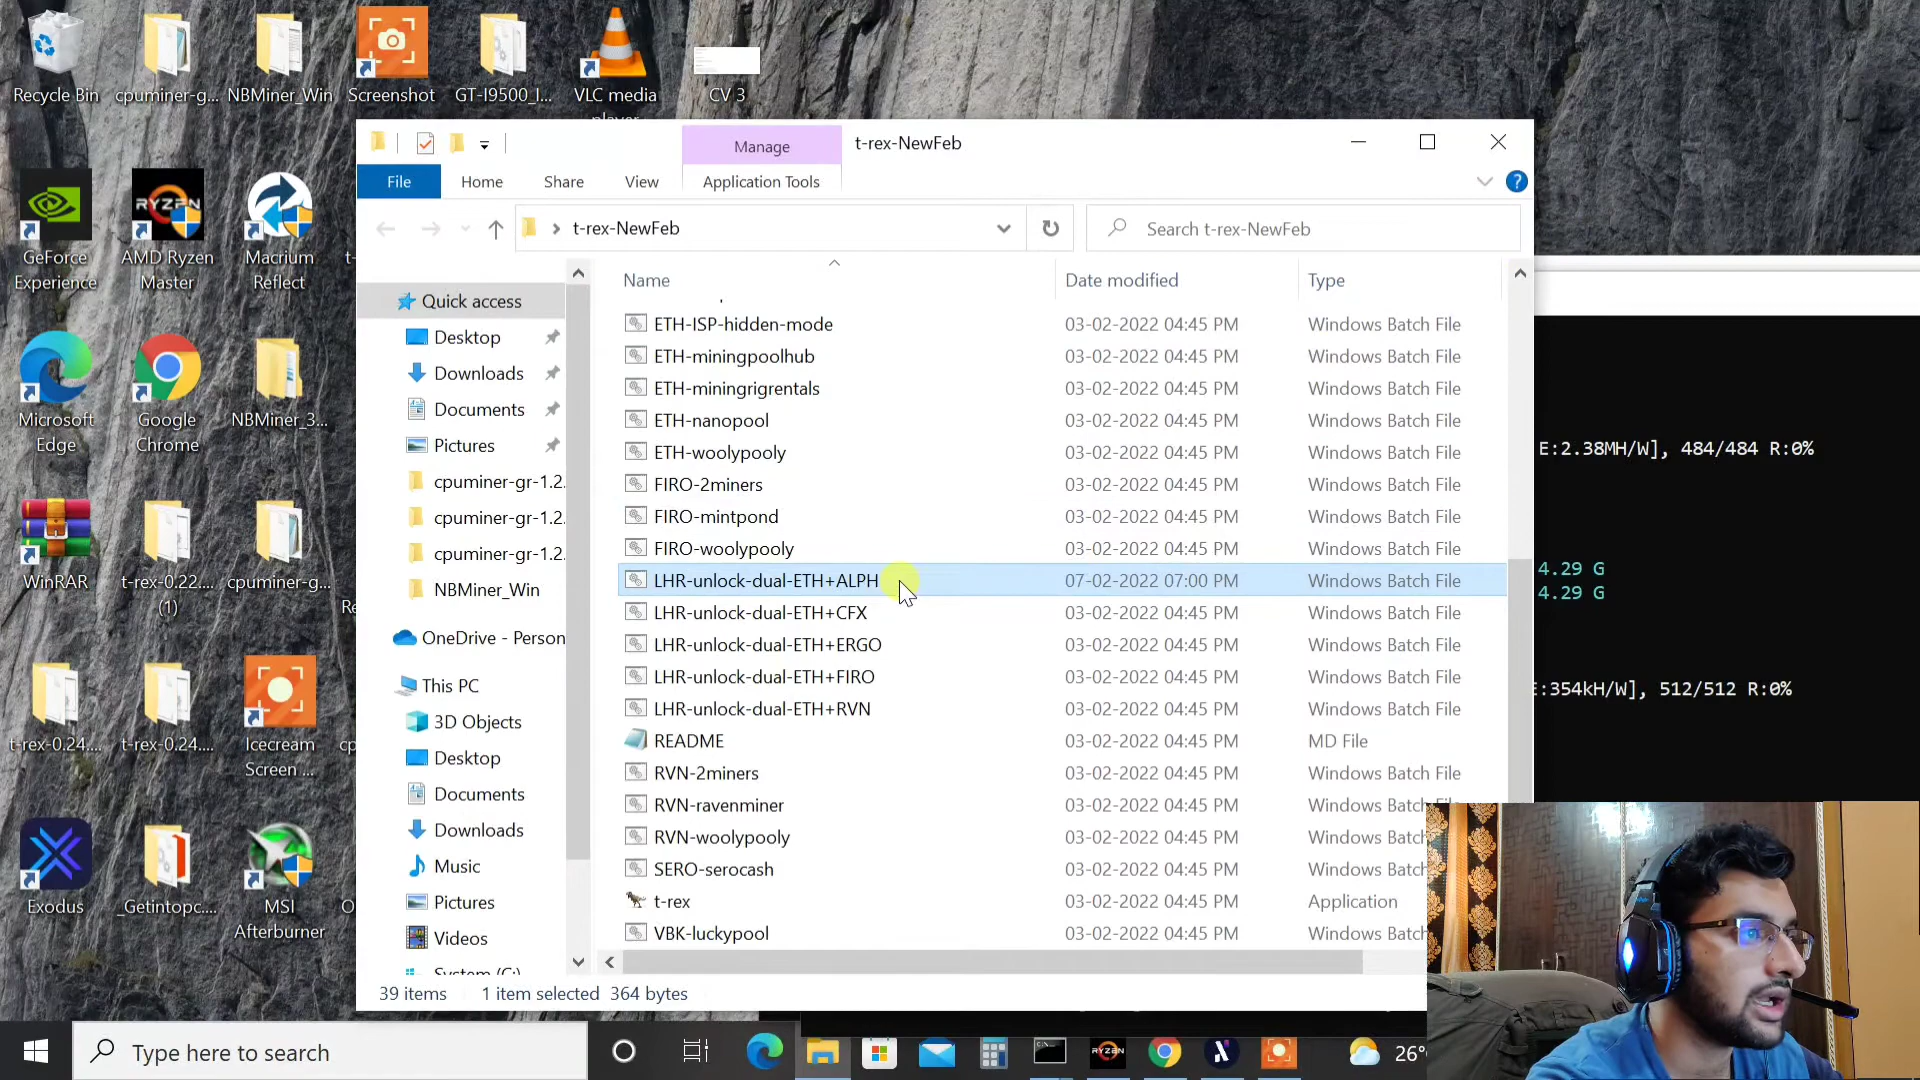 Recycle Bin
cpuminer-g...
NBMiner_Win
Screenshot
GT-I9500_I...
VLC media
player
CV 3
GeForce
Experience
RYZEN
AMD Ryzen
Master
Macrium
Reflect
t-
Microsoft
Edge
Google
Chrome
NBMiner_3...
WinRAR
t-rex-0.22....
(1)
cpuminer-g...
Re
t-rex-0.24....
t-rex-0.24....
Icecream
Screen ...
cp
Exodus
_Getintopc....
MSI
Afterburner
O
Manage
t-rex-NewFeb
File
Home
Share
View
Application Tools
?
t-rex-NewFeb
Search t-rex-NewFeb
Quick access
Desktop
Downloads
Documents
Pictures
cpuminer-gr-1.2.
cpuminer-gr-1.2.
cpuminer-gr-1.2.
NBMiner_Win
OneDrive - Person
This PC
3D Objects
Desktop
Documents
Downloads
Music
Pictures
Videos
System (C:)
Name
Date modified
Type
ETH-ISP-hidden-mode 03-02-2022 04:45 PM Windows Batch File
ETH-miningpoolhub 03-02-2022 04:45 PM Windows Batch File
ETH-miningrigrentals 03-02-2022 04:45 PM Windows Batch File
ETH-nanopool 03-02-2022 04:45 PM Windows Batch File
ETH-woolypooly 03-02-2022 04:45 PM Windows Batch File
FIRO-2miners 03-02-2022 04:45 PM Windows Batch File
FIRO-mintpond 03-02-2022 04:45 PM Windows Batch File
FIRO-woolypooly 03-02-2022 04:45 PM Windows Batch File
LHR-unlock-dual-ETH+ALPH 07-02-2022 07:00 PM Windows Batch File
LHR-unlock-dual-ETH+CFX 03-02-2022 04:45 PM Windows Batch File
LHR-unlock-dual-ETH+ERGO 03-02-2022 04:45 PM Windows Batch File
LHR-unlock-dual-ETH+FIRO 03-02-2022 04:45 PM Windows Batch File
LHR-unlock-dual-ETH+RVN 03-02-2022 04:45 PM Windows Batch File
README 03-02-2022 04:45 PM MD File
RVN-2miners 03-02-2022 04:45 PM Windows Batch File
RVN-ravenminer 03-02-2022 04:45 PM Windows Batch File
RVN-woolypooly 03-02-2022 04:45 PM Windows Batch
SERO-serocash 03-02-2022 04:45 PM Windows Batch
t-rex 03-02-2022 04:45 PM Application
VBK-luckypool 03-02-2022 04:45 PM Windows Batch
39 items 1 item selected 364 bytes
E:2.38MH/W], 484/484 R:0%
4.29 G
4.29 G
E:354kH/W], 512/512 R:0%
Type here to search
RYZEN
26°